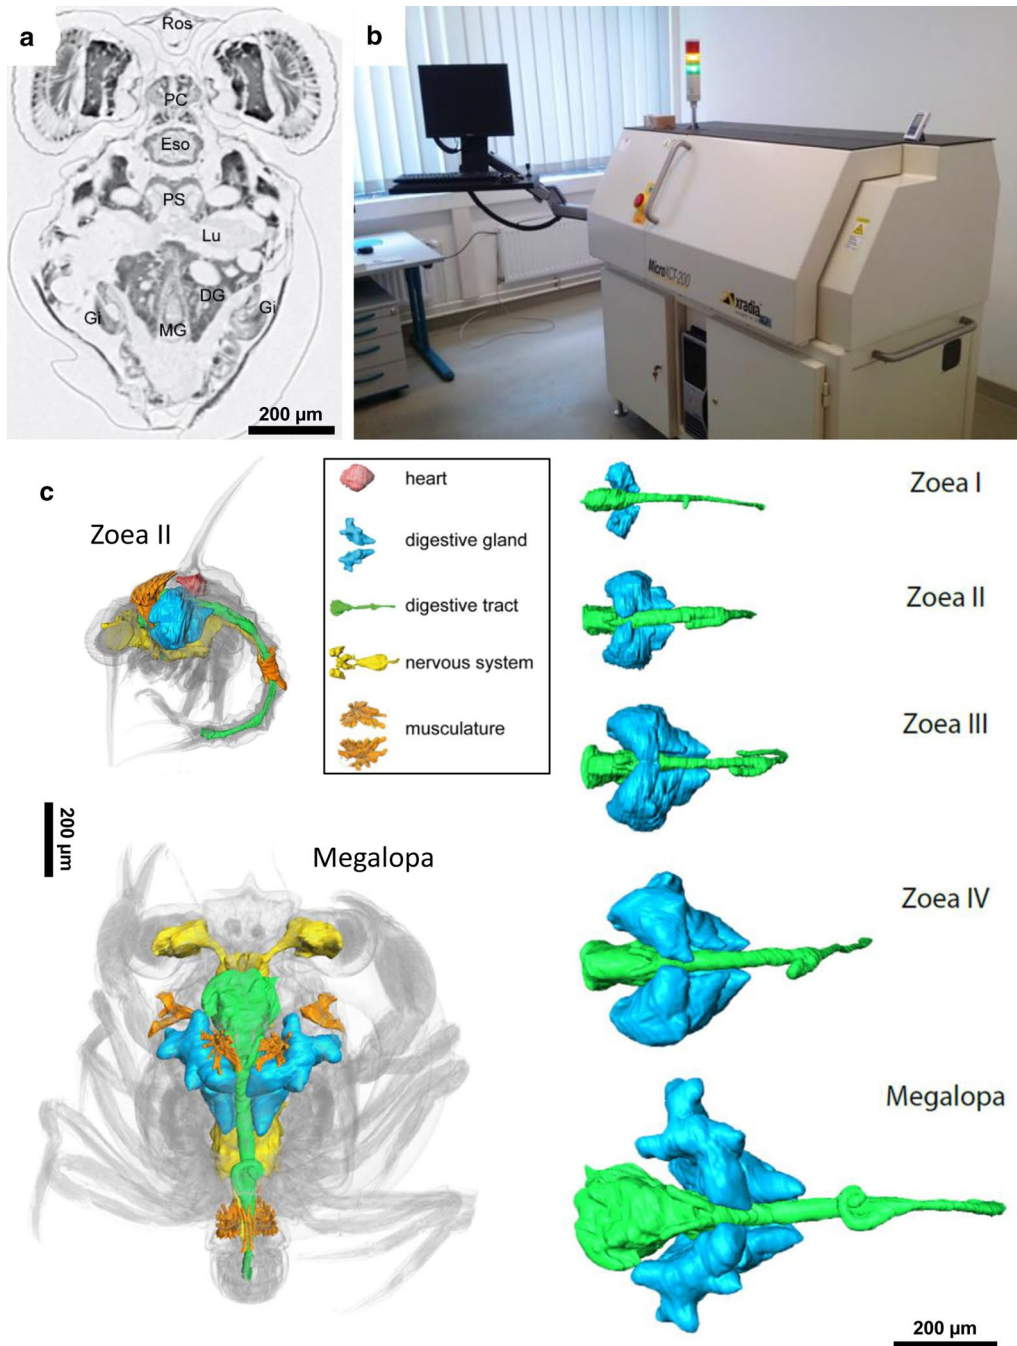 a
Ros
PC
Eso
PS
Lu
DG
Gi
Gi
MG
200 µm
b
MicroXCT-200
xradia
c
Zoea II
heart
digestive gland
digestive tract
nervous system
musculature
200 µm
Megalopa
Zoea I
Zoea II
Zoea III
Zoea IV
Megalopa
200 µm